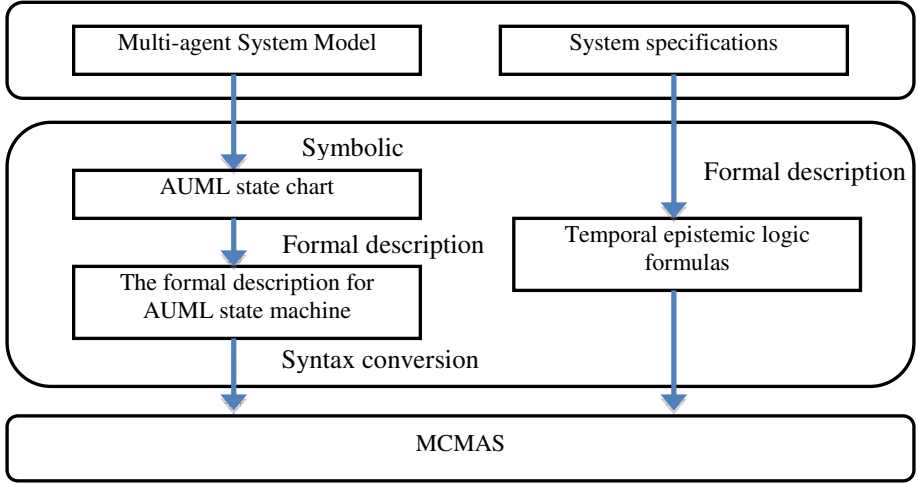 Multi-agent System Model
System specifications
Symbolic
AUML state chart
Formal description
Formal description
The formal description for
AUML state machine
Temporal epistemic logic
formulas
Syntax conversion
MCMAS